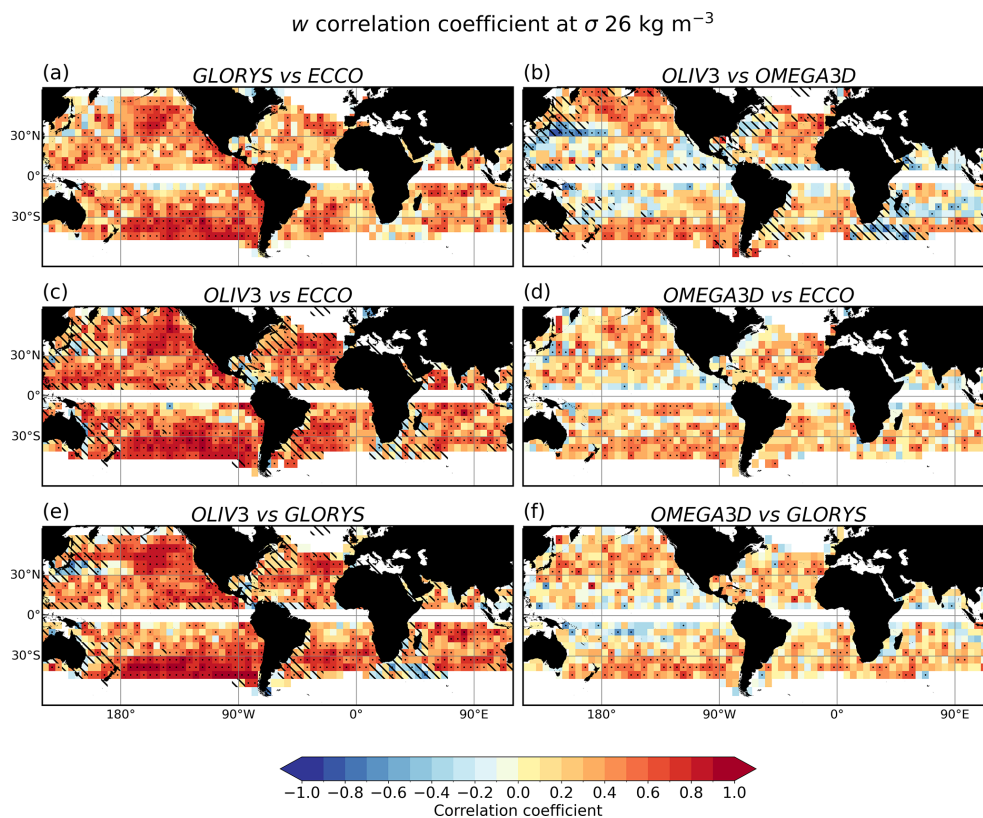 w correlation coefficient at σ 26 kg m⁻³
(a) GLORYS vs ECCO
(b) OLIV3 vs OMEGA3D
30°N
0°
30°S
(c) OLIV3 vs ECCO
(d) OMEGA3D vs ECCO
30°N
0°
30°S
(e) OLIV3 vs GLORYS
(f) OMEGA3D vs GLORYS
30°N
0°
30°S
180° 90°W 0° 90°E 180° 90°W 0° 90°E
−1.0 −0.8 −0.6 −0.4 −0.2 0.0 0.2 0.4 0.6 0.8 1.0
Correlation coefficient